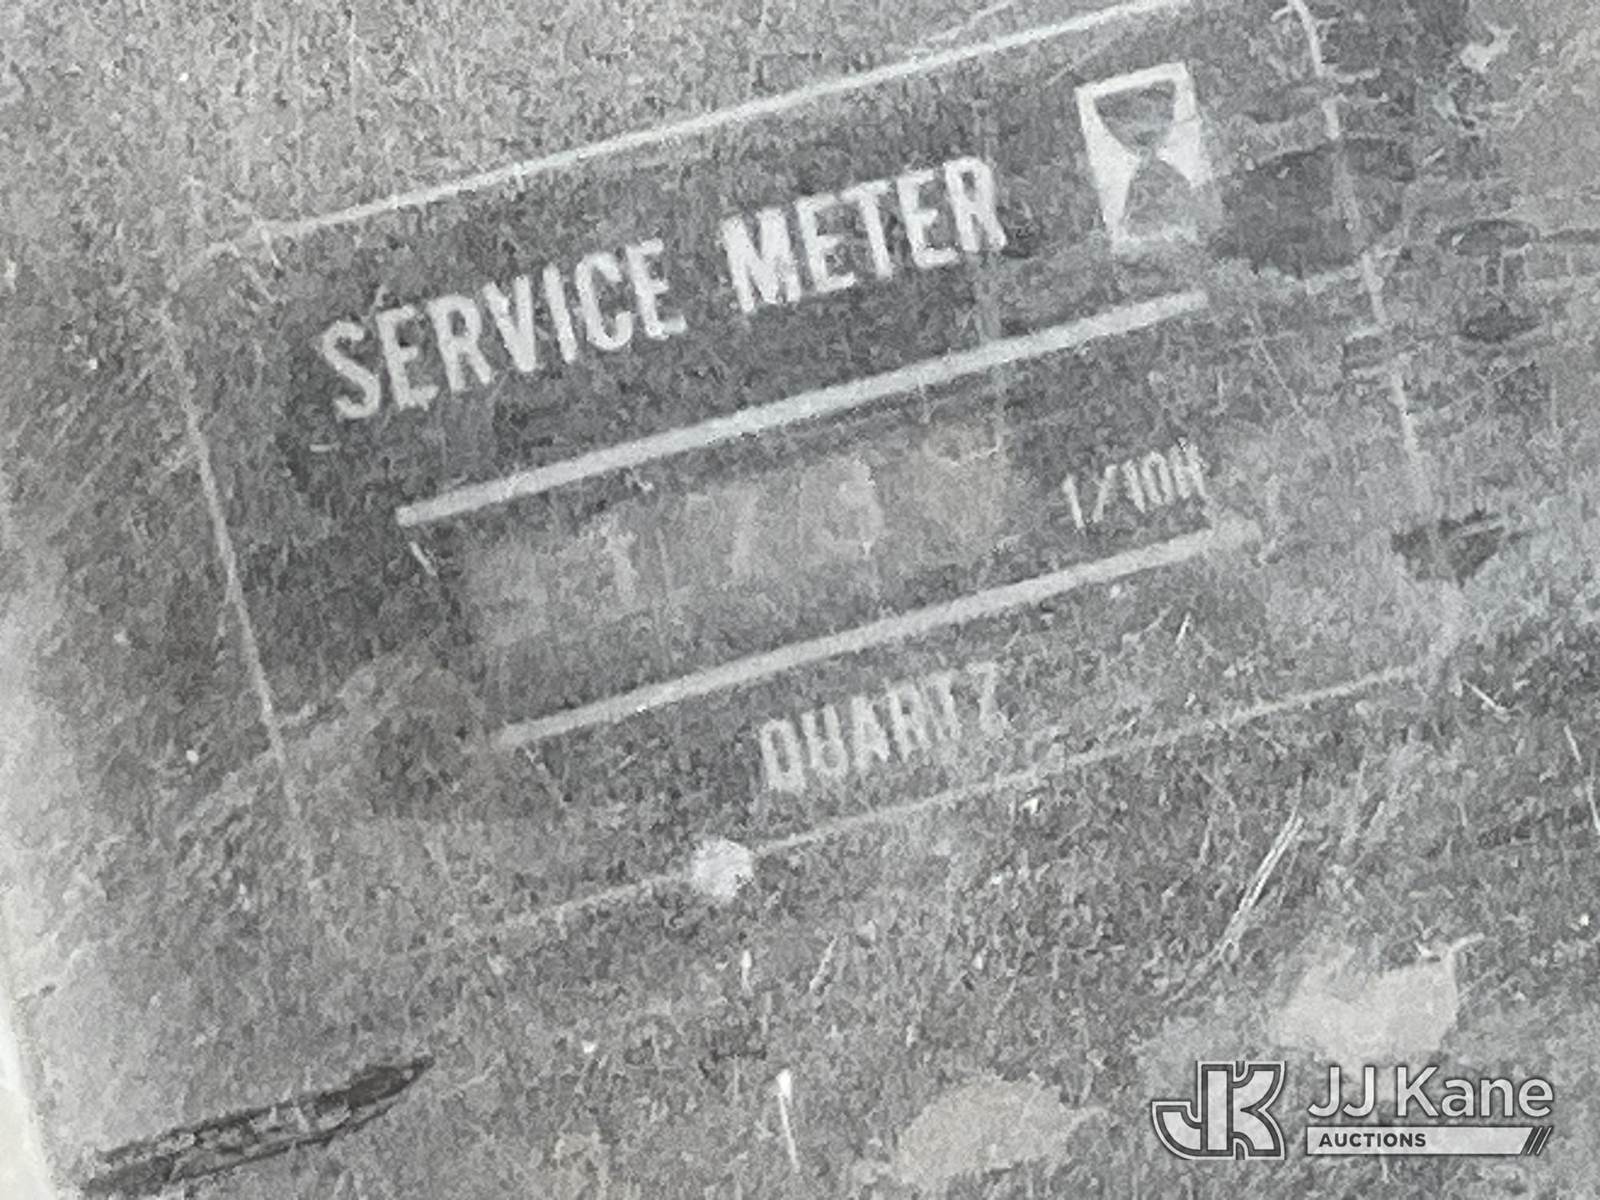 SERVICE METER
1/10H
QUARTZ
JJ Kane
AUCTIONS